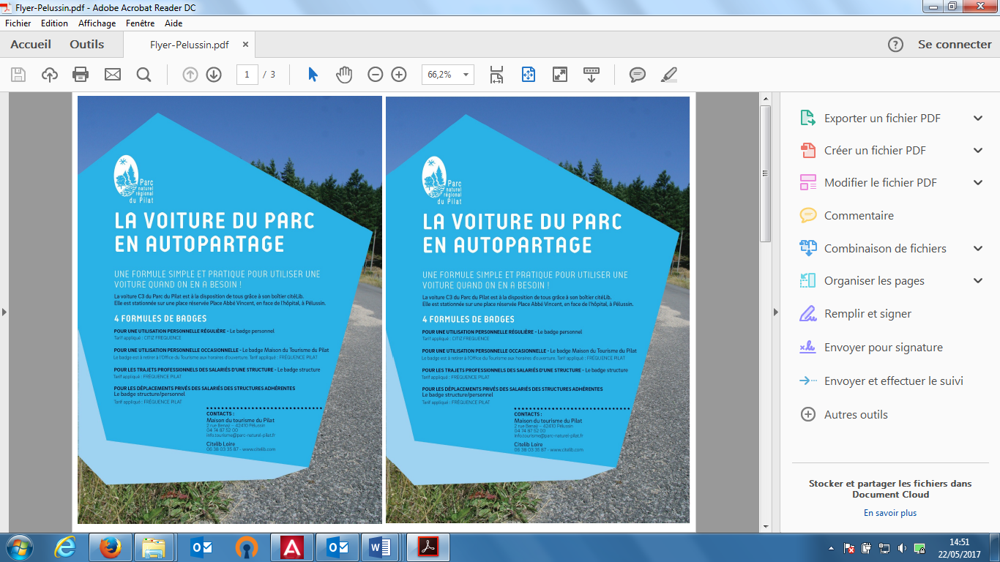 Flyer-Pelussin.pdf - Adobe Acrobat Reader DC
Fichier Edition Affichage Fenêtre Aide
Accueil Outils Flyer-Pelussin.pdf × ? Se connecter
1 / 3 66,2%
Parc
naturel
régional
du Pilat
LA VOITURE DU PARC
EN AUTOPARTAGE
UNE FORMULE SIMPLE ET PRATIQUE POUR UTILISER UNE
VOITURE QUAND ON EN A BESOIN !
La voiture C3 du Parc du Pilat est à la disposition de tous grâce à son boîtier citéLib.
Elle est stationnée sur une place réservée Place Abbé Vincent, en face de l'hôpital, à Pélussin.
4 FORMULES DE BADGES
POUR UNE UTILISATION PERSONNELLE RÉGULIÈRE - Le badge personnel
Tarif appliqué : CITIZ FREQUENCE
POUR UNE UTILISATION PERSONNELLE OCCASIONNELLE - Le badge Maison du Tourisme du Pilat
Le badge est à retirer à l'Office du Tourisme aux horaires d'ouverture. Tarif appliqué : FRÉQUENCE PILAT
POUR LES TRAJETS PROFESSIONNELS DES SALARIÉS D'UNE STRUCTURE - Le badge structure
Tarif appliqué : FRÉQUENCE PILAT
POUR LES DÉPLACEMENTS PRIVÉS DES SALARIÉS DES STRUCTURES ADHÉRENTES
Le badge structure/personnel
Tarif appliqué : FRÉQUENCE PILAT
CONTACTS :
Maison du tourisme du Pilat
2 rue Benaÿ - 42410 Pélussin
04 74 87 52 00
info.tourisme@parc-naturel-pilat.fr
Citelib Loire
06 38 03 35 87 - www.citelib.com
Parc
naturel
régional
du Pilat
LA VOITURE DU PARC
EN AUTOPARTAGE
UNE FORMULE SIMPLE ET PRATIQUE POUR UTILISER UNE
VOITURE QUAND ON EN A BESOIN !
La voiture C3 du Parc du Pilat est à la disposition de tous grâce à son boîtier citéLib.
Elle est stationnée sur une place réservée Place Abbé Vincent, en face de l'hôpital, à Pélussin.
4 FORMULES DE BADGES
POUR UNE UTILISATION PERSONNELLE RÉGULIÈRE - Le badge personnel
Tarif appliqué : CITIZ FREQUENCE
POUR UNE UTILISATION PERSONNELLE OCCASIONNELLE - Le badge Maison du Tourisme du Pilat
Le badge est à retirer à l'Office du Tourisme aux horaires d'ouverture. Tarif appliqué : FRÉQUENCE PILAT
POUR LES TRAJETS PROFESSIONNELS DES SALARIÉS D'UNE STRUCTURE - Le badge structure
Tarif appliqué : FRÉQUENCE PILAT
POUR LES DÉPLACEMENTS PRIVÉS DES SALARIÉS DES STRUCTURES ADHÉRENTES
Le badge structure/personnel
Tarif appliqué : FRÉQUENCE PILAT
CONTACTS :
Maison du tourisme du Pilat
2 rue Benaÿ - 42410 Pélussin
04 74 87 52 00
info.tourisme@parc-naturel-pilat.fr
Citelib Loire
06 38 03 35 87 - www.citelib.com
Exporter un fichier PDF
Créer un fichier PDF
Modifier le fichier PDF
Commentaire
Combinaison de fichiers
Organiser les pages
Remplir et signer
Envoyer pour signature
Envoyer et effectuer le suivi
Autres outils
Stocker et partager les fichiers dans
Document Cloud
En savoir plus
14:51
22/05/2017